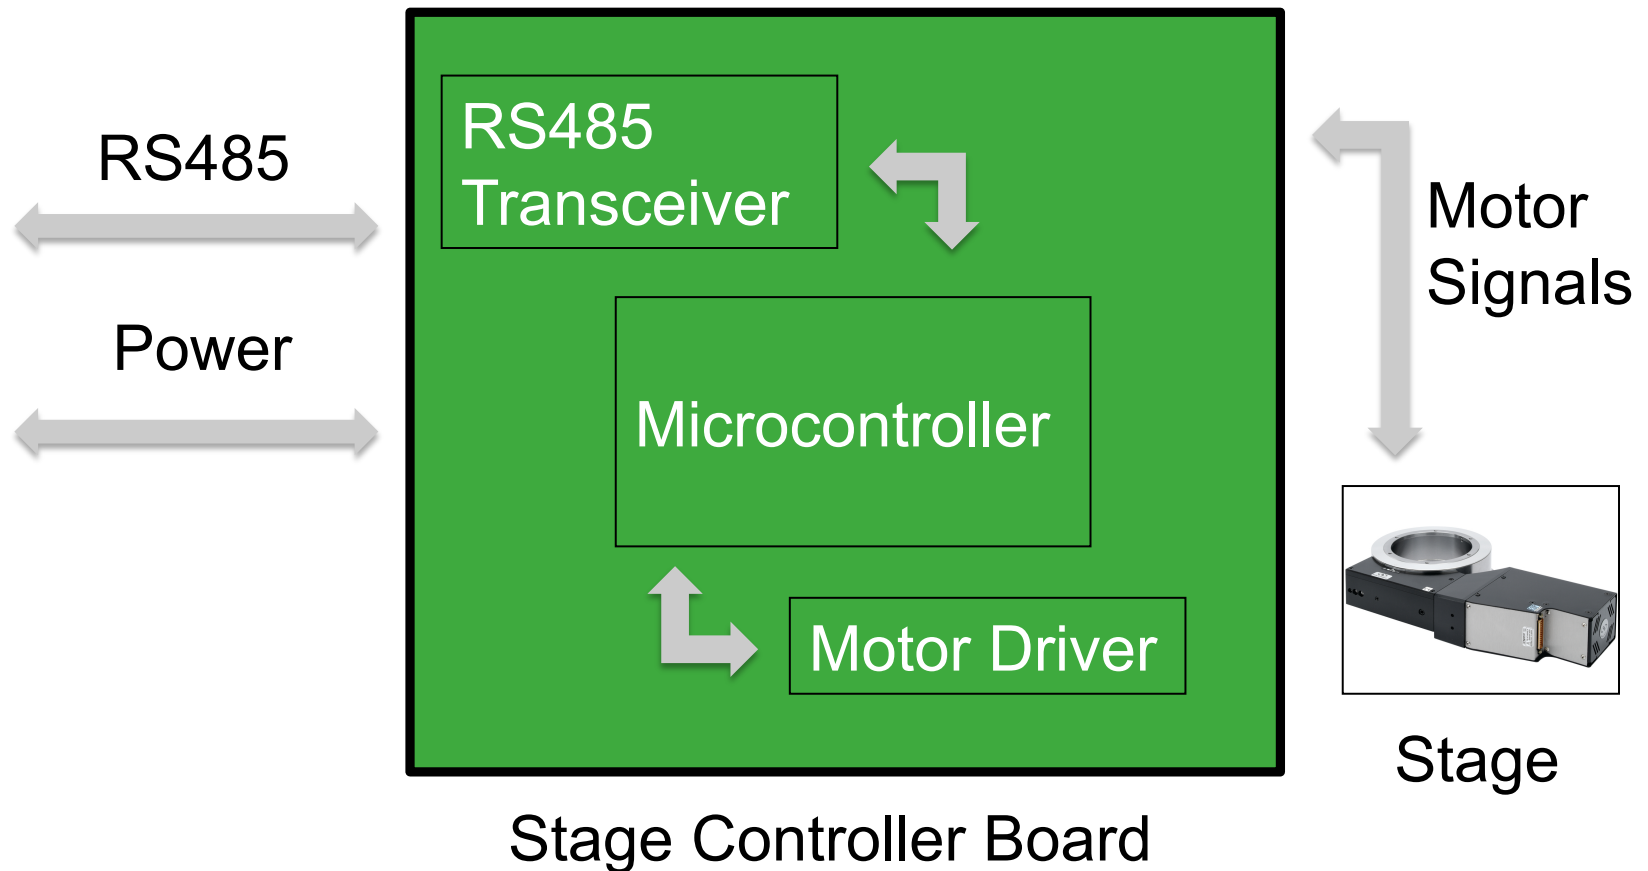 RS485
Power
RS485
Transceiver
Microcontroller
Motor Driver
Motor
Signals
Stage
Stage Controller Board